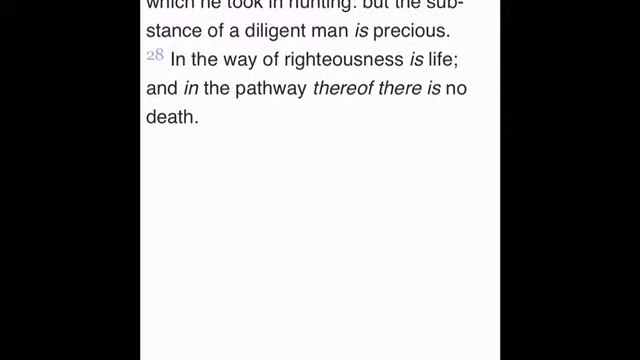 which he took in hunting: but the sub-
stance of a diligent man is precious.
28 In the way of righteousness is life;
and in the pathway thereof there is no
death.